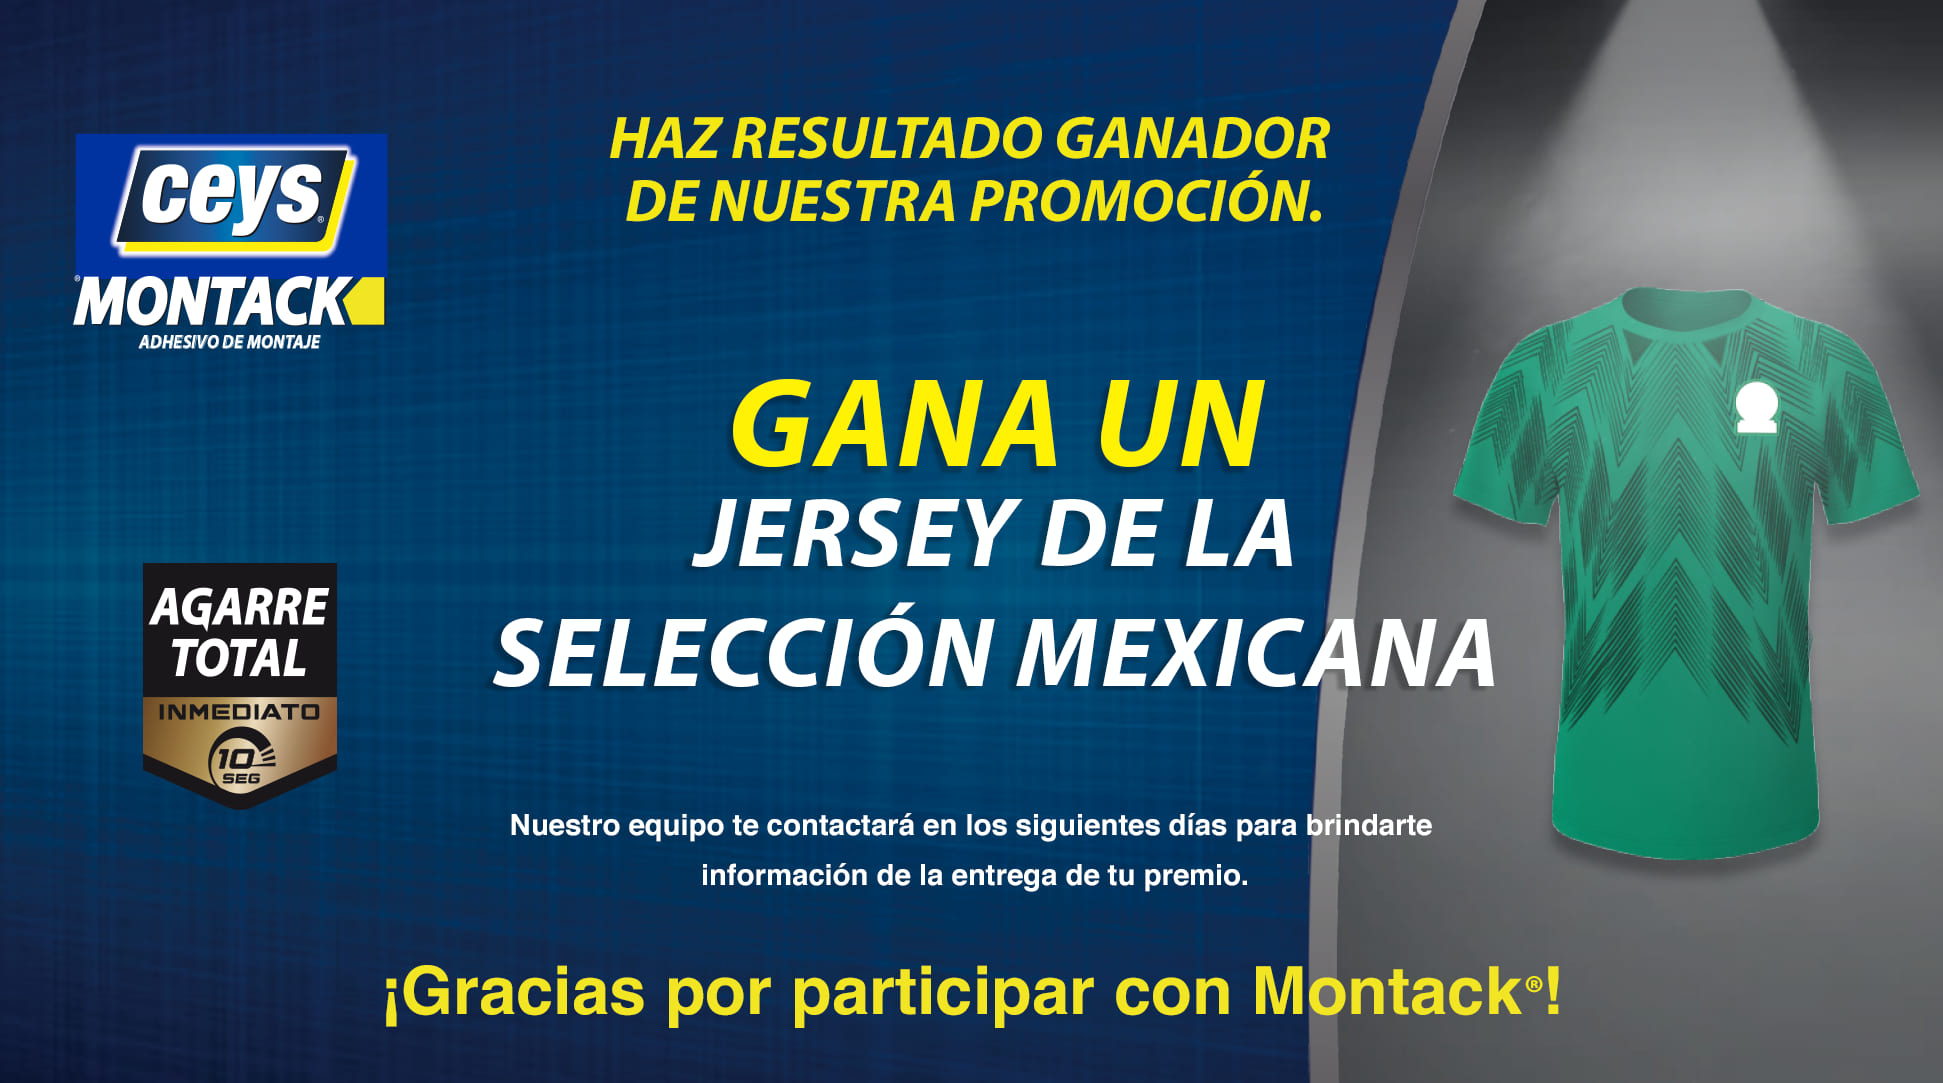 HAZ RESULTADO GANADOR
DE NUESTRA PROMOCIÓN.
ceys®
®MONTACK
ADHESIVO DE MONTAJE
GANA UN
JERSEY DE LA
SELECCIÓN MEXICANA
AGARRE
TOTAL
INMEDIATO
10
SEG
Nuestro equipo te contactará en los siguientes días para brindarte
información de la entrega de tu premio.
¡Gracias por participar con Montack®!